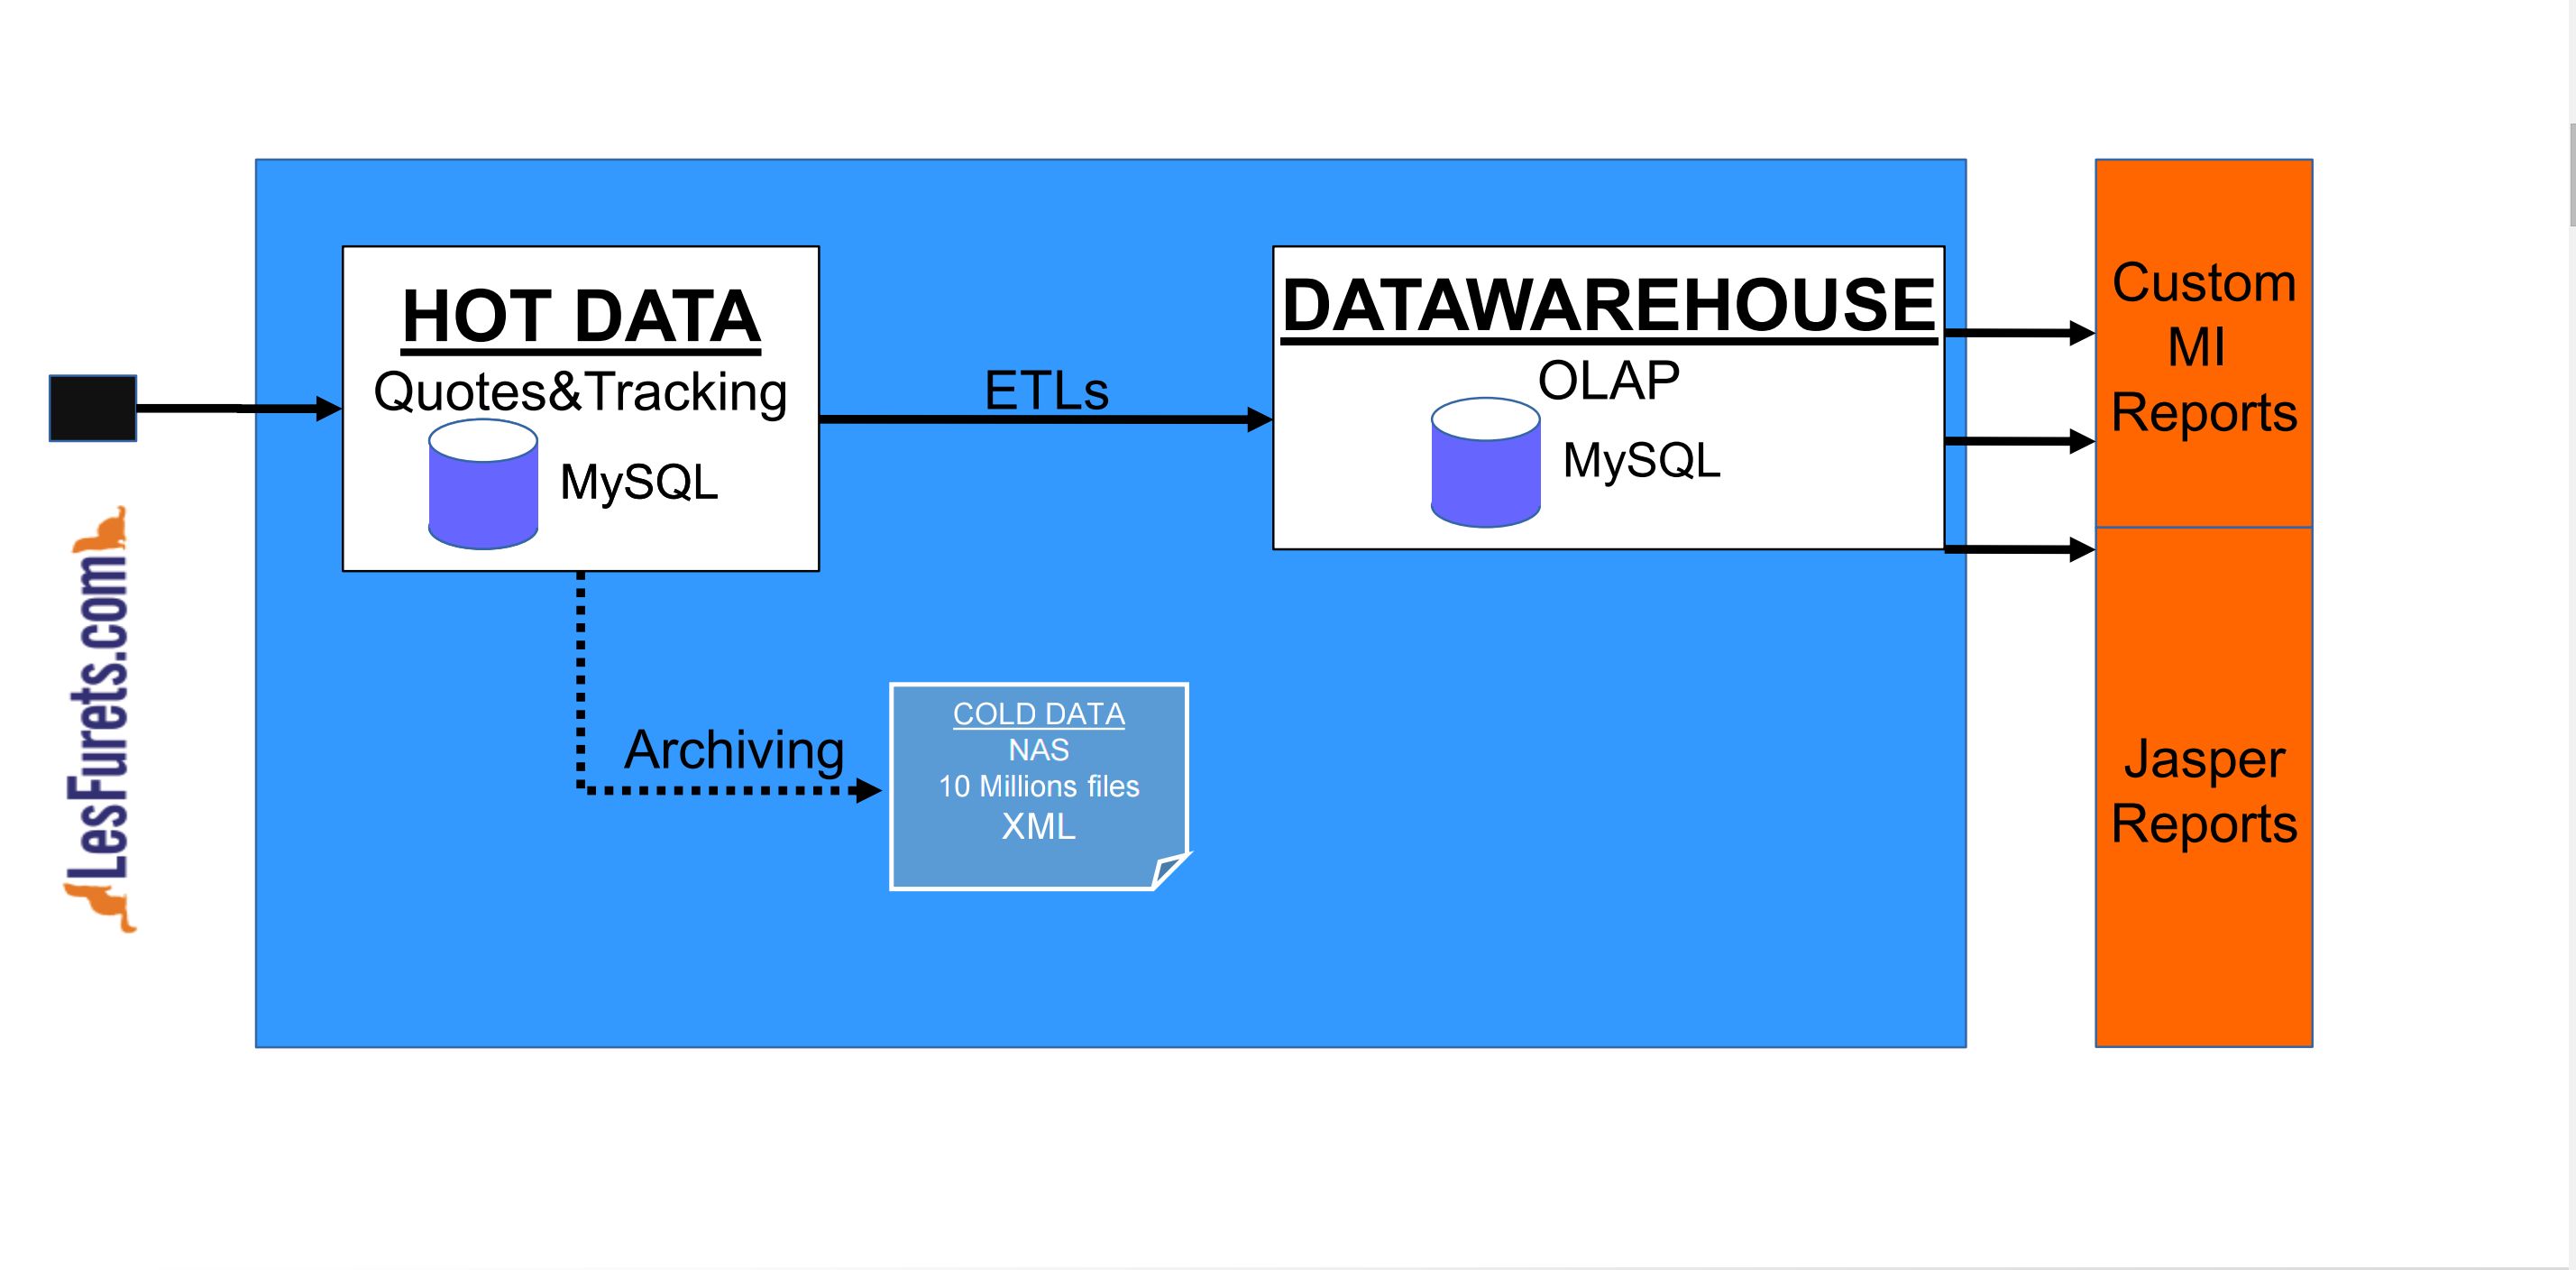 LesFurets.com
HOT DATA
Quotes&Tracking
MySQL
ETLs
DATAWAREHOUSE
OLAP
MySQL
Archiving
COLD DATA
NAS
10 Millions files
XML
Custom
MI
Reports
Jasper
Reports